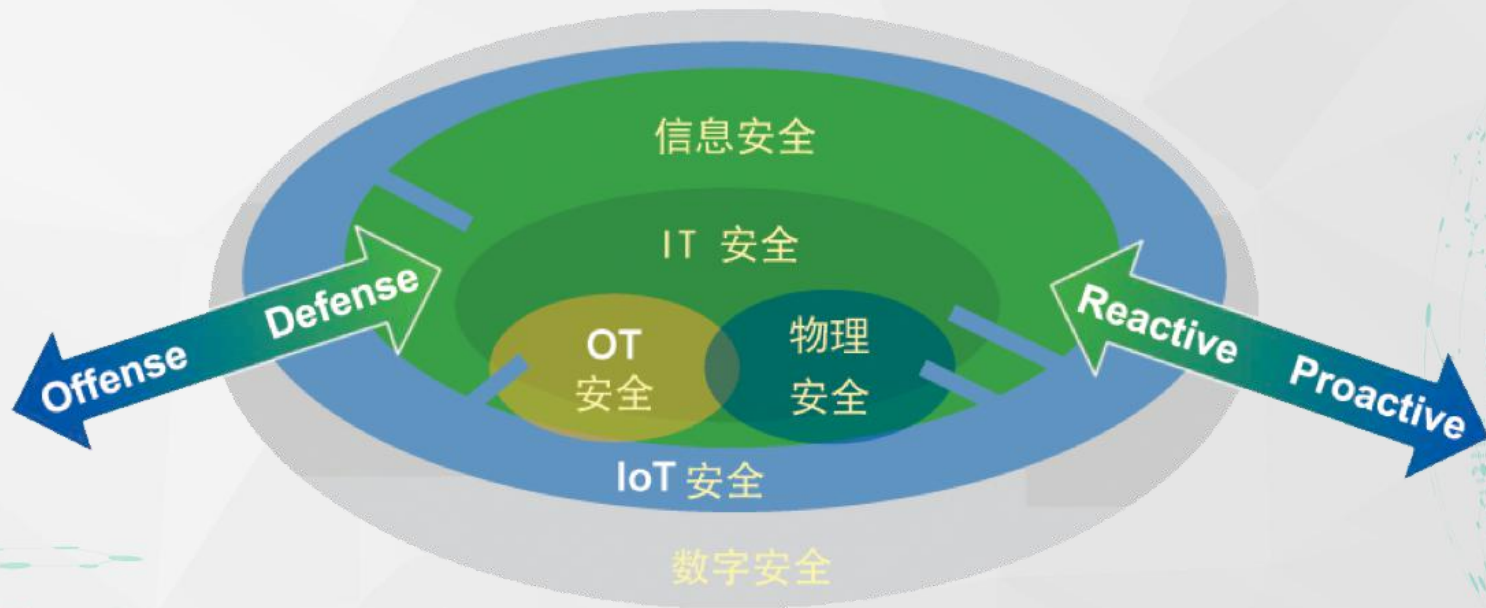 信息安全
IT 安全
OT
安全
物理
安全
IoT 安全
数字安全
Offense Defense
Reactive Proactive